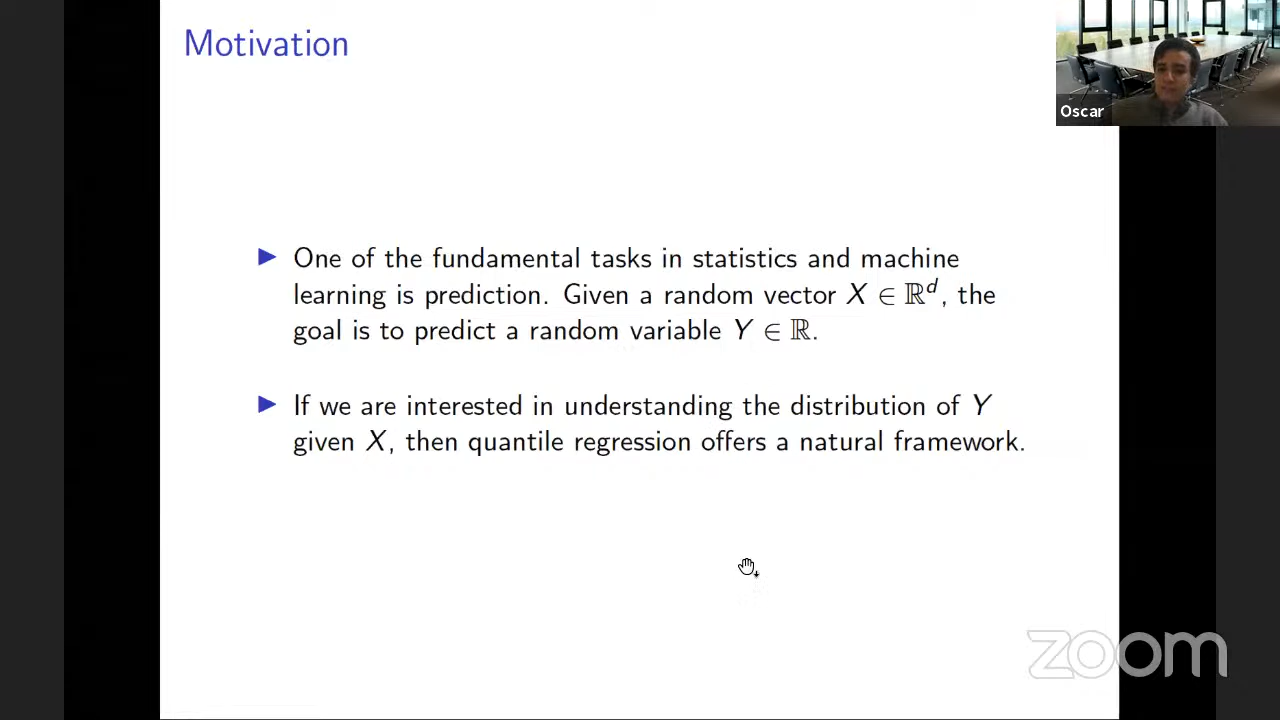 Motivation
Oscar
▶ One of the fundamental tasks in statistics and machine
learning is prediction. Given a random vector X ∈ ℝᵈ, the
goal is to predict a random variable Y ∈ ℝ.
▶ If we are interested in understanding the distribution of Y
given X, then quantile regression offers a natural framework.
zoom